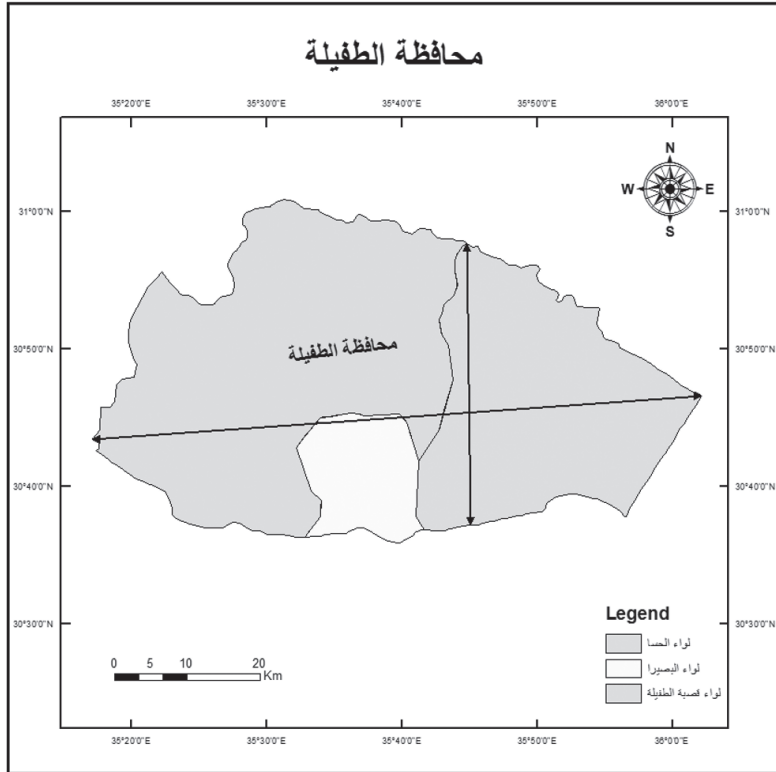 محافظة الطفيلة
35°20'0"E 35°30'0"E 35°40'0"E 35°50'0"E 36°0'0"E
N
W E
S
31°0'0"N 31°0'0"N
30°50'0"N 30°50'0"N
محافظة الطفيلة
30°40'0"N 30°40'0"N
30°30'0"N 30°30'0"N
Legend
لواء الحسا
لواء البصيرا
لواء قصبة الطفيلة
0 5 10 20
Km
35°20'0"E 35°30'0"E 35°40'0"E 35°50'0"E 36°0'0"E